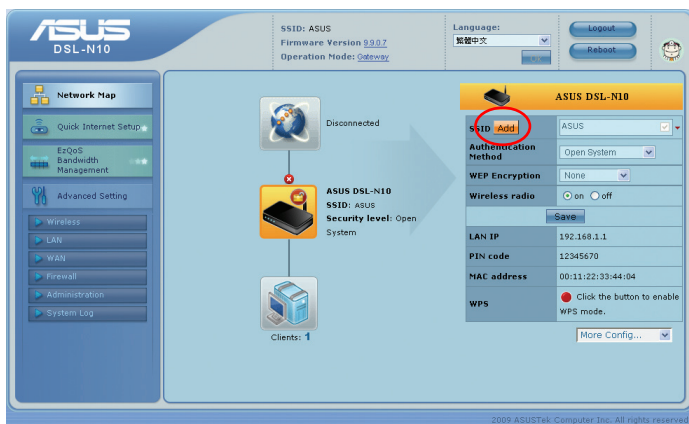 ASUS
DSL-N10
SSID: ASUS
Firmware Version 9.9.0.7
Operation Mode: Gateway
Language:
繁體中文
Logout
Reboot
Network Map
Quick Internet Setup
EzQoS
Bandwidth
Management
Advanced Setting
Wireless
LAN
WAN
Firewall
Administration
System Log
Disconnected
ASUS DSL-N10
SSID: ASUS
Security level: Open
System
Clients: 1
ASUS DSL-N10
SSID Add ASUS
Authentication
Method
Open System
WEP Encryption None
Wireless radio on off
Save
LAN IP 192.168.1.1
PIN code 12345670
MAC address 00:11:22:33:44:04
WPS
Click the button to enable
WPS mode.
More Config...
2009 ASUSTek Computer Inc. All rights reserved